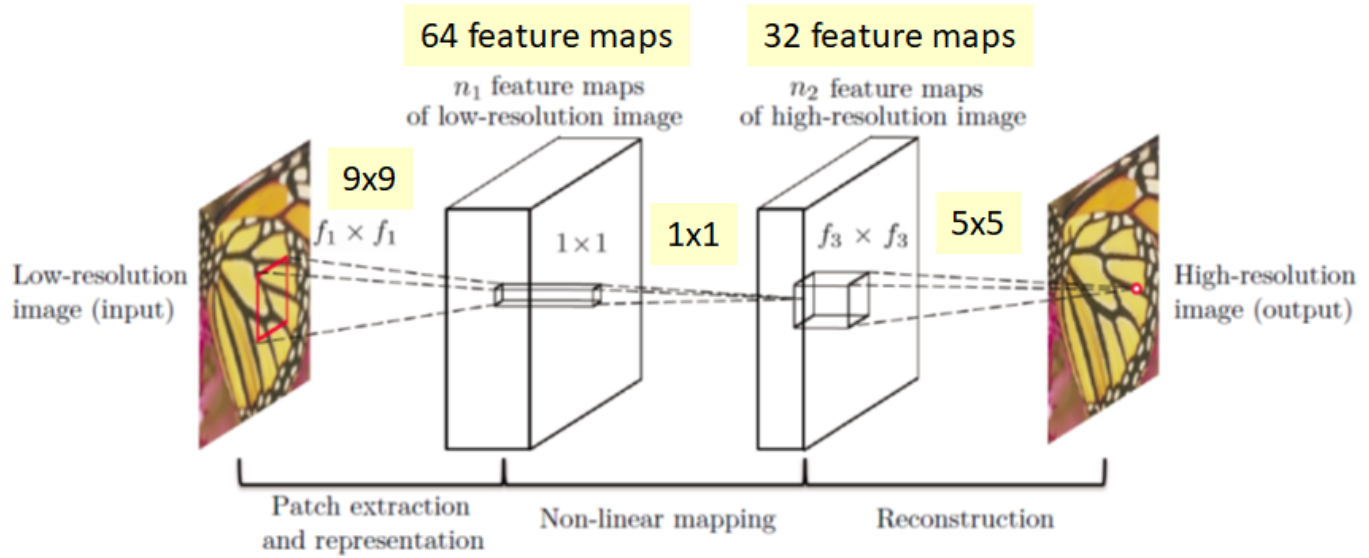 64 feature maps
32 feature maps
n₁ feature maps
of low-resolution image
n₂ feature maps
of high-resolution image
9x9
f₁ × f₁
1 × 1
1x1
f₃ × f₃
5x5
Low-resolution
image (input)
High-resolution
image (output)
Patch extraction
and representation
Non-linear mapping
Reconstruction